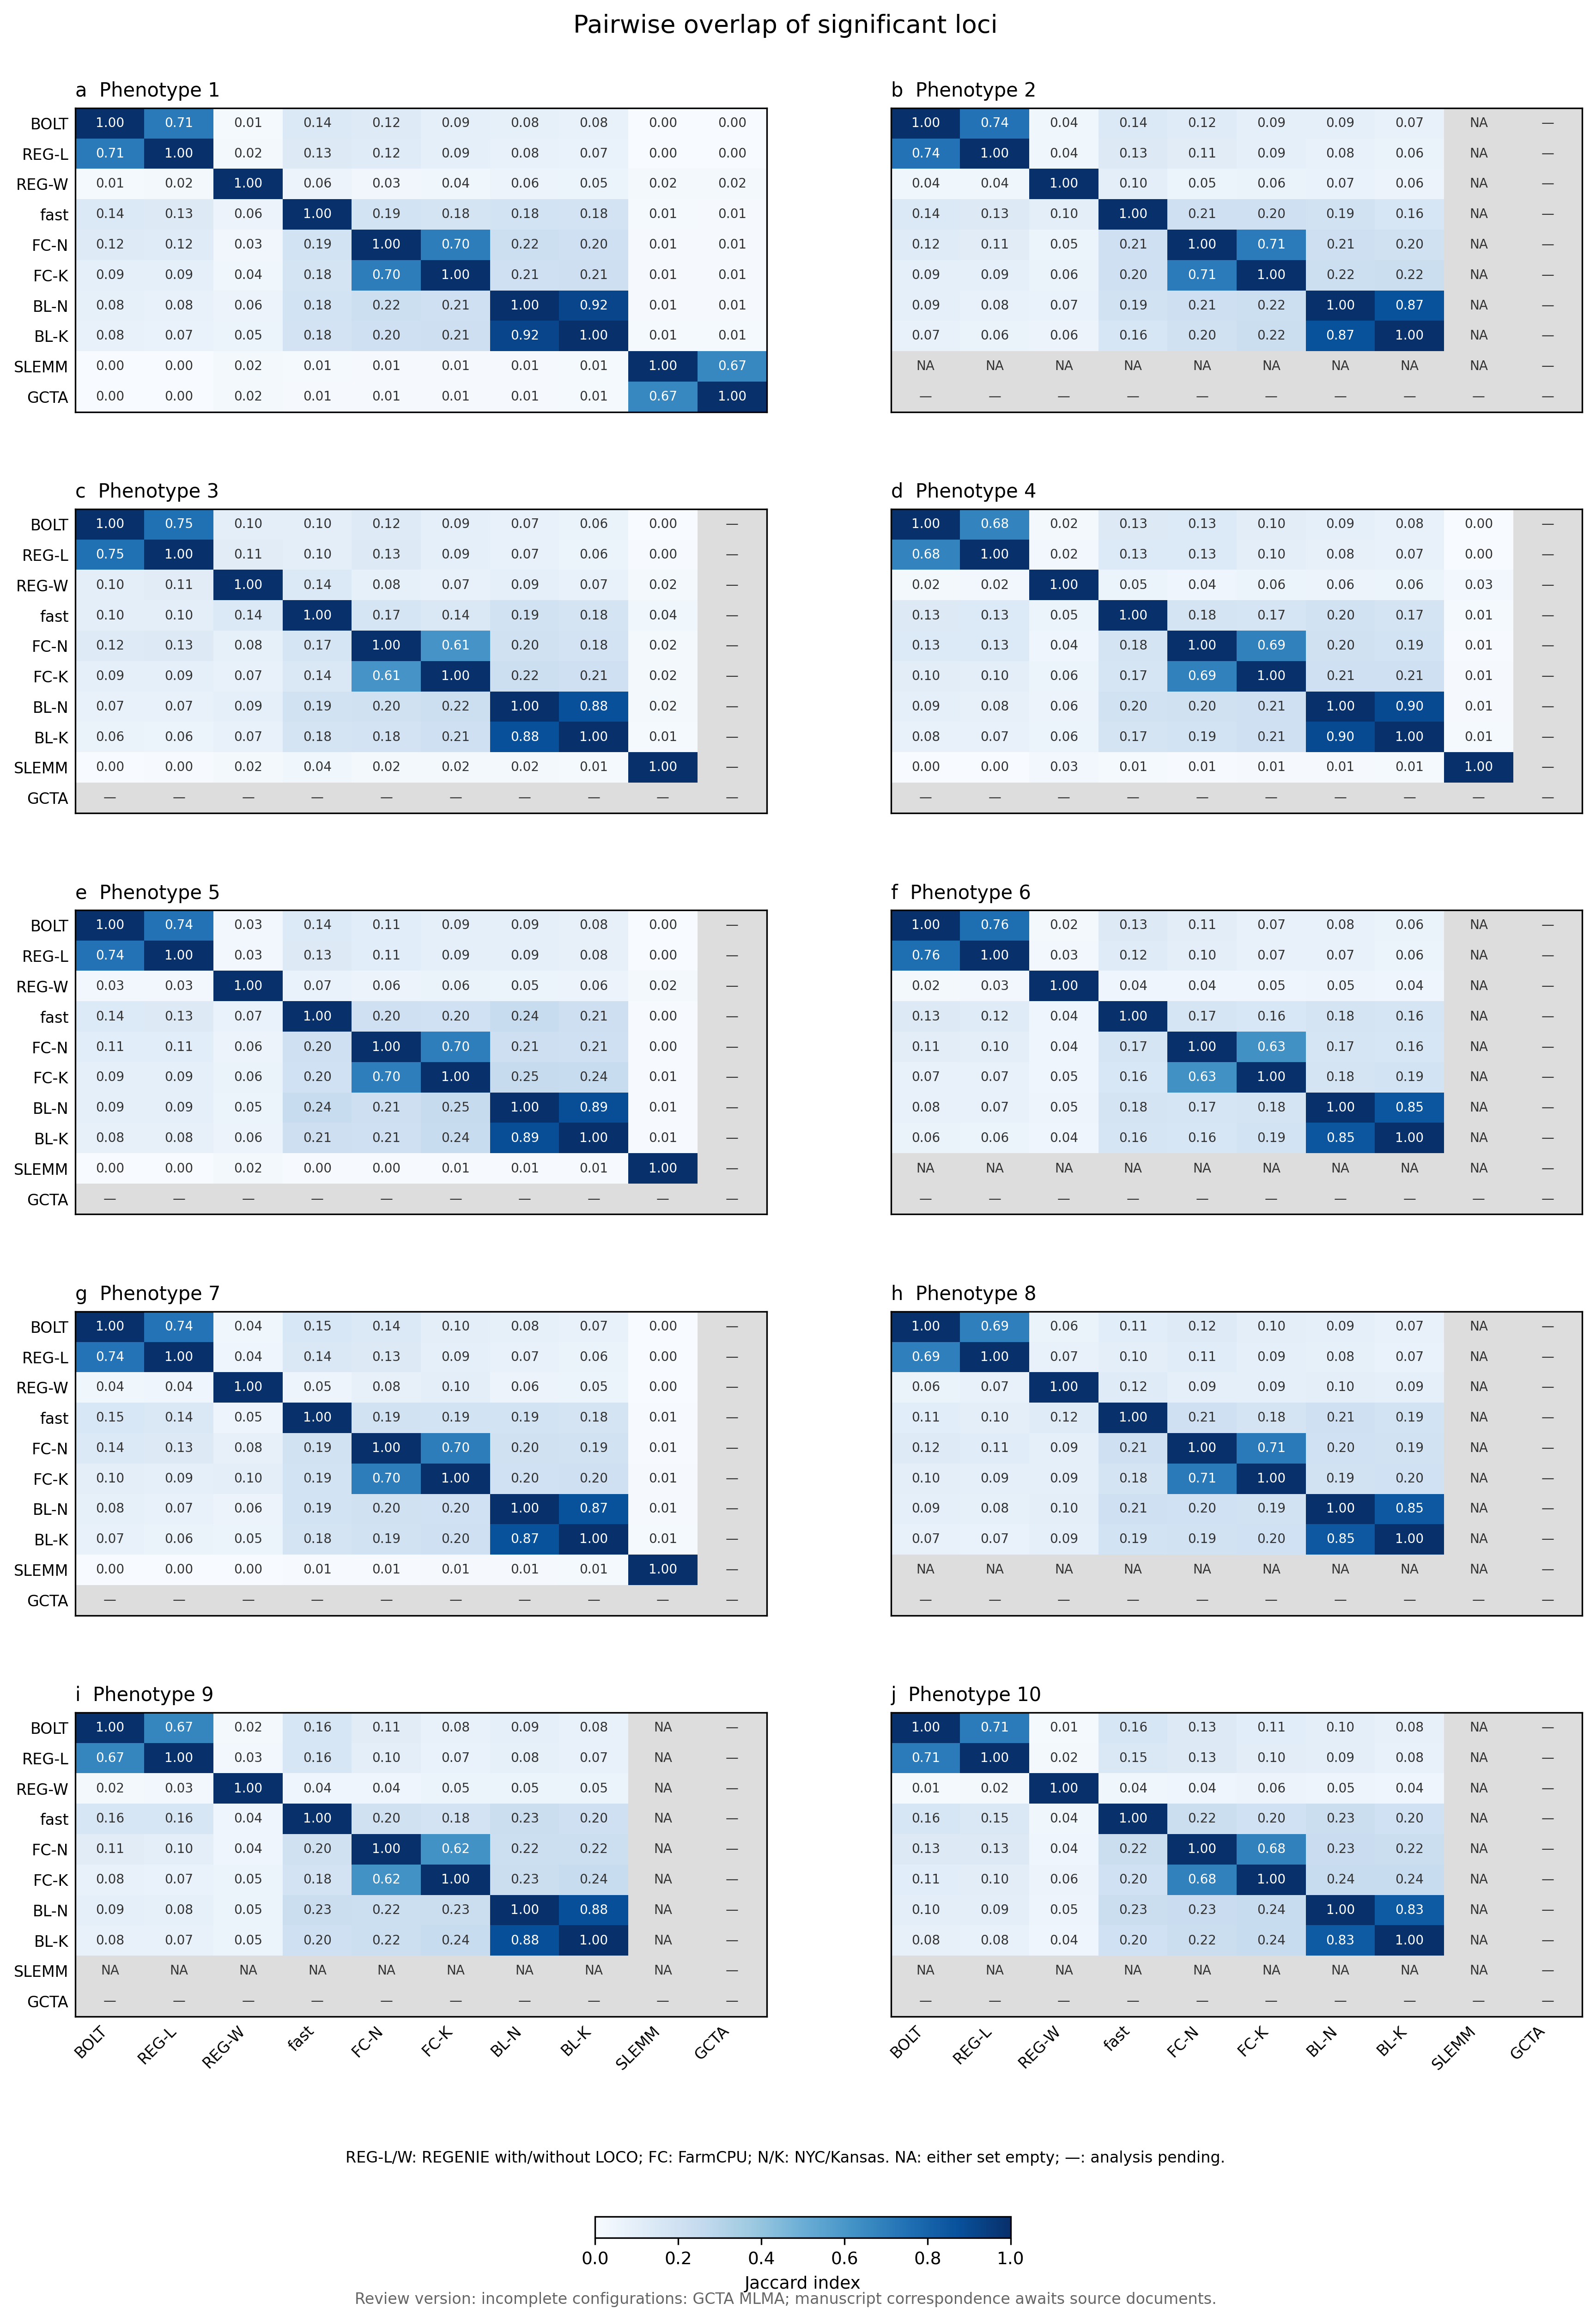 Pairwise overlap of significant loci
a Phenotype 1
BOLT 1.00 0.71 0.01 0.14 0.12 0.09 0.08 0.08 0.00 0.00
REG-L 0.71 1.00 0.02 0.13 0.12 0.09 0.08 0.07 0.00 0.00
REG-W 0.01 0.02 1.00 0.06 0.03 0.04 0.06 0.05 0.02 0.02
fast 0.14 0.13 0.06 1.00 0.19 0.18 0.18 0.18 0.01 0.01
FC-N 0.12 0.12 0.03 0.19 1.00 0.70 0.22 0.20 0.01 0.01
FC-K 0.09 0.09 0.04 0.18 0.70 1.00 0.21 0.21 0.01 0.01
BL-N 0.08 0.08 0.06 0.18 0.22 0.21 1.00 0.92 0.01 0.01
BL-K 0.08 0.07 0.05 0.18 0.20 0.21 0.92 1.00 0.01 0.01
SLEMM 0.00 0.00 0.02 0.01 0.01 0.01 0.01 0.01 1.00 0.67
GCTA 0.00 0.00 0.02 0.01 0.01 0.01 0.01 0.01 0.67 1.00
b Phenotype 2
1.00 0.74 0.04 0.14 0.12 0.09 0.09 0.07 NA —
0.74 1.00 0.04 0.13 0.11 0.09 0.08 0.06 NA —
0.04 0.04 1.00 0.10 0.05 0.06 0.07 0.06 NA —
0.14 0.13 0.10 1.00 0.21 0.20 0.19 0.16 NA —
0.12 0.11 0.05 0.21 1.00 0.71 0.21 0.20 NA —
0.09 0.09 0.06 0.20 0.71 1.00 0.22 0.22 NA —
0.09 0.08 0.07 0.19 0.21 0.22 1.00 0.87 NA —
0.07 0.06 0.06 0.16 0.20 0.22 0.87 1.00 NA —
NA NA NA NA NA NA NA NA NA —
— — — — — — — — — —
c Phenotype 3
BOLT 1.00 0.75 0.10 0.10 0.12 0.09 0.07 0.06 0.00 —
REG-L 0.75 1.00 0.11 0.10 0.13 0.09 0.07 0.06 0.00 —
REG-W 0.10 0.11 1.00 0.14 0.08 0.07 0.09 0.07 0.02 —
fast 0.10 0.10 0.14 1.00 0.17 0.14 0.19 0.18 0.04 —
FC-N 0.12 0.13 0.08 0.17 1.00 0.61 0.20 0.18 0.02 —
FC-K 0.09 0.09 0.07 0.14 0.61 1.00 0.22 0.21 0.02 —
BL-N 0.07 0.07 0.09 0.19 0.20 0.22 1.00 0.88 0.02 —
BL-K 0.06 0.06 0.07 0.18 0.18 0.21 0.88 1.00 0.01 —
SLEMM 0.00 0.00 0.02 0.04 0.02 0.02 0.02 0.01 1.00 —
GCTA — — — — — — — — — —
d Phenotype 4
1.00 0.68 0.02 0.13 0.13 0.10 0.09 0.08 0.00 —
0.68 1.00 0.02 0.13 0.13 0.10 0.08 0.07 0.00 —
0.02 0.02 1.00 0.05 0.04 0.06 0.06 0.06 0.03 —
0.13 0.13 0.05 1.00 0.18 0.17 0.20 0.17 0.01 —
0.13 0.13 0.04 0.18 1.00 0.69 0.20 0.19 0.01 —
0.10 0.10 0.06 0.17 0.69 1.00 0.21 0.21 0.01 —
0.09 0.08 0.06 0.20 0.20 0.21 1.00 0.90 0.01 —
0.08 0.07 0.06 0.17 0.19 0.21 0.90 1.00 0.01 —
0.00 0.00 0.03 0.01 0.01 0.01 0.01 0.01 1.00 —
— — — — — — — — — —
e Phenotype 5
BOLT 1.00 0.74 0.03 0.14 0.11 0.09 0.09 0.08 0.00 —
REG-L 0.74 1.00 0.03 0.13 0.11 0.09 0.09 0.08 0.00 —
REG-W 0.03 0.03 1.00 0.07 0.06 0.06 0.05 0.06 0.02 —
fast 0.14 0.13 0.07 1.00 0.20 0.20 0.24 0.21 0.00 —
FC-N 0.11 0.11 0.06 0.20 1.00 0.70 0.21 0.21 0.00 —
FC-K 0.09 0.09 0.06 0.20 0.70 1.00 0.25 0.24 0.01 —
BL-N 0.09 0.09 0.05 0.24 0.21 0.25 1.00 0.89 0.01 —
BL-K 0.08 0.08 0.06 0.21 0.21 0.24 0.89 1.00 0.01 —
SLEMM 0.00 0.00 0.02 0.00 0.00 0.01 0.01 0.01 1.00 —
GCTA — — — — — — — — — —
f Phenotype 6
1.00 0.76 0.02 0.13 0.11 0.07 0.08 0.06 NA —
0.76 1.00 0.03 0.12 0.10 0.07 0.07 0.06 NA —
0.02 0.03 1.00 0.04 0.04 0.05 0.05 0.04 NA —
0.13 0.12 0.04 1.00 0.17 0.16 0.18 0.16 NA —
0.11 0.10 0.04 0.17 1.00 0.63 0.17 0.16 NA —
0.07 0.07 0.05 0.16 0.63 1.00 0.18 0.19 NA —
0.08 0.07 0.05 0.18 0.17 0.18 1.00 0.85 NA —
0.06 0.06 0.04 0.16 0.16 0.19 0.85 1.00 NA —
NA NA NA NA NA NA NA NA NA —
— — — — — — — — — —
g Phenotype 7
BOLT 1.00 0.74 0.04 0.15 0.14 0.10 0.08 0.07 0.00 —
REG-L 0.74 1.00 0.04 0.14 0.13 0.09 0.07 0.06 0.00 —
REG-W 0.04 0.04 1.00 0.05 0.08 0.10 0.06 0.05 0.00 —
fast 0.15 0.14 0.05 1.00 0.19 0.19 0.19 0.18 0.01 —
FC-N 0.14 0.13 0.08 0.19 1.00 0.70 0.20 0.19 0.01 —
FC-K 0.10 0.09 0.10 0.19 0.70 1.00 0.20 0.20 0.01 —
BL-N 0.08 0.07 0.06 0.19 0.20 0.20 1.00 0.87 0.01 —
BL-K 0.07 0.06 0.05 0.18 0.19 0.20 0.87 1.00 0.01 —
SLEMM 0.00 0.00 0.00 0.01 0.01 0.01 0.01 0.01 1.00 —
GCTA — — — — — — — — — —
h Phenotype 8
1.00 0.69 0.06 0.11 0.12 0.10 0.09 0.07 NA —
0.69 1.00 0.07 0.10 0.11 0.09 0.08 0.07 NA —
0.06 0.07 1.00 0.12 0.09 0.09 0.10 0.09 NA —
0.11 0.10 0.12 1.00 0.21 0.18 0.21 0.19 NA —
0.12 0.11 0.09 0.21 1.00 0.71 0.20 0.19 NA —
0.10 0.09 0.09 0.18 0.71 1.00 0.19 0.20 NA —
0.09 0.08 0.10 0.21 0.20 0.19 1.00 0.85 NA —
0.07 0.07 0.09 0.19 0.19 0.20 0.85 1.00 NA —
NA NA NA NA NA NA NA NA NA —
— — — — — — — — — —
i Phenotype 9
BOLT 1.00 0.67 0.02 0.16 0.11 0.08 0.09 0.08 NA —
REG-L 0.67 1.00 0.03 0.16 0.10 0.07 0.08 0.07 NA —
REG-W 0.02 0.03 1.00 0.04 0.04 0.05 0.05 0.05 NA —
fast 0.16 0.16 0.04 1.00 0.20 0.18 0.23 0.20 NA —
FC-N 0.11 0.10 0.04 0.20 1.00 0.62 0.22 0.22 NA —
FC-K 0.08 0.07 0.05 0.18 0.62 1.00 0.23 0.24 NA —
BL-N 0.09 0.08 0.05 0.23 0.22 0.23 1.00 0.88 NA —
BL-K 0.08 0.07 0.05 0.20 0.22 0.24 0.88 1.00 NA —
SLEMM NA NA NA NA NA NA NA NA NA —
GCTA — — — — — — — — — —
BOLT REG-L REG-W fast FC-N FC-K BL-N BL-K SLEMM GCTA
j Phenotype 10
1.00 0.71 0.01 0.16 0.13 0.11 0.10 0.08 NA —
0.71 1.00 0.02 0.15 0.13 0.10 0.09 0.08 NA —
0.01 0.02 1.00 0.04 0.04 0.06 0.05 0.04 NA —
0.16 0.15 0.04 1.00 0.22 0.20 0.23 0.20 NA —
0.13 0.13 0.04 0.22 1.00 0.68 0.23 0.22 NA —
0.11 0.10 0.06 0.20 0.68 1.00 0.24 0.24 NA —
0.10 0.09 0.05 0.23 0.23 0.24 1.00 0.83 NA —
0.08 0.08 0.04 0.20 0.22 0.24 0.83 1.00 NA —
NA NA NA NA NA NA NA NA NA —
— — — — — — — — — —
BOLT REG-L REG-W fast FC-N FC-K BL-N BL-K SLEMM GCTA
REG-L/W: REGENIE with/without LOCO; FC: FarmCPU; N/K: NYC/Kansas. NA: either set empty; —: analysis pending.
0.0 0.2 0.4 0.6 0.8 1.0
Jaccard index
Review version: incomplete configurations: GCTA MLMA; manuscript correspondence awaits source documents.